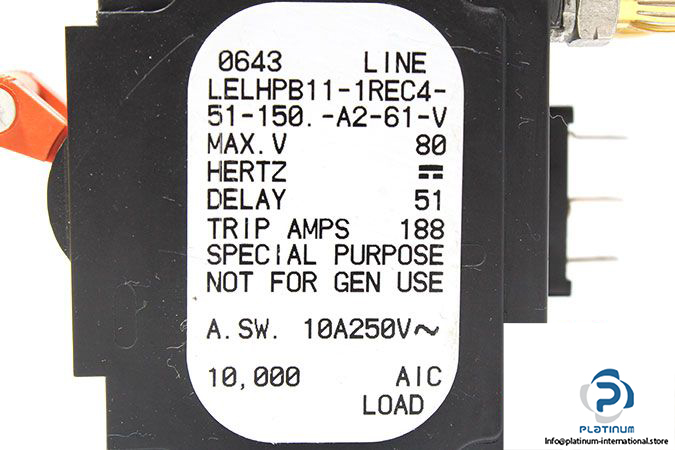 0643 LINE
LELHPB11-1REC4-
51-150.-A2-61-V
MAX.V 80
HERTZ ⎓
DELAY 51
TRIP AMPS 188
SPECIAL PURPOSE
NOT FOR GEN USE
A.SW. 10A250V~
10,000 AIC
LOAD
PLATINUM
Info@platinum-international.store